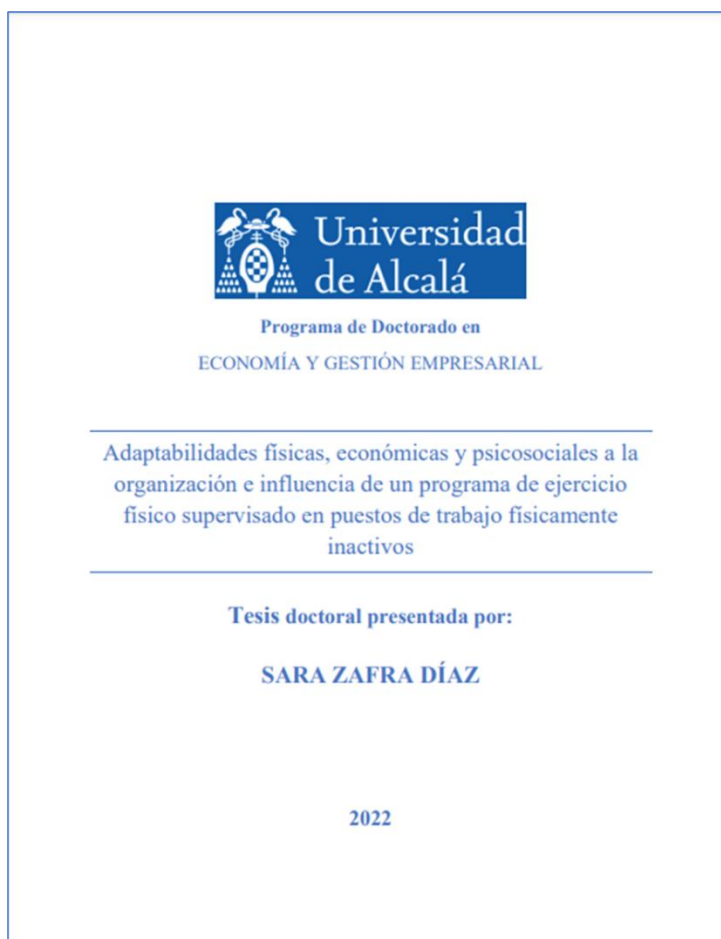 Universidad
de Alcalá
Programa de Doctorado en
ECONOMÍA Y GESTIÓN EMPRESARIAL
Adaptabilidades físicas, económicas y psicosociales a la
organización e influencia de un programa de ejercicio
físico supervisado en puestos de trabajo físicamente
inactivos
Tesis doctoral presentada por:
SARA ZAFRA DÍAZ
2022